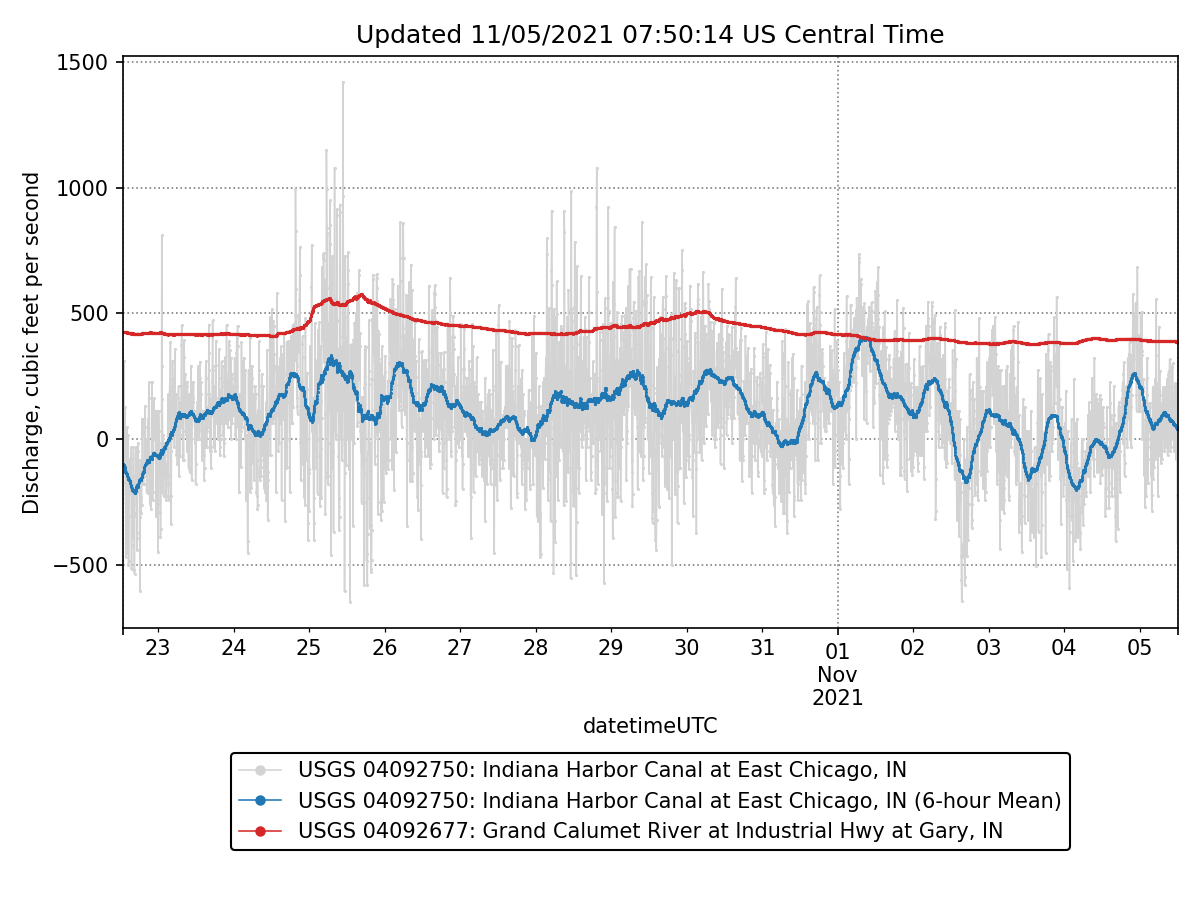 Updated 11/05/2021 07:50:14 US Central Time
Discharge, cubic feet per second
1500
1000
500
0
−500
23 24 25 26 27 28 29 30 31 01 02 03 04 05
Nov
2021
datetimeUTC
USGS 04092750: Indiana Harbor Canal at East Chicago, IN
USGS 04092750: Indiana Harbor Canal at East Chicago, IN (6-hour Mean)
USGS 04092677: Grand Calumet River at Industrial Hwy at Gary, IN